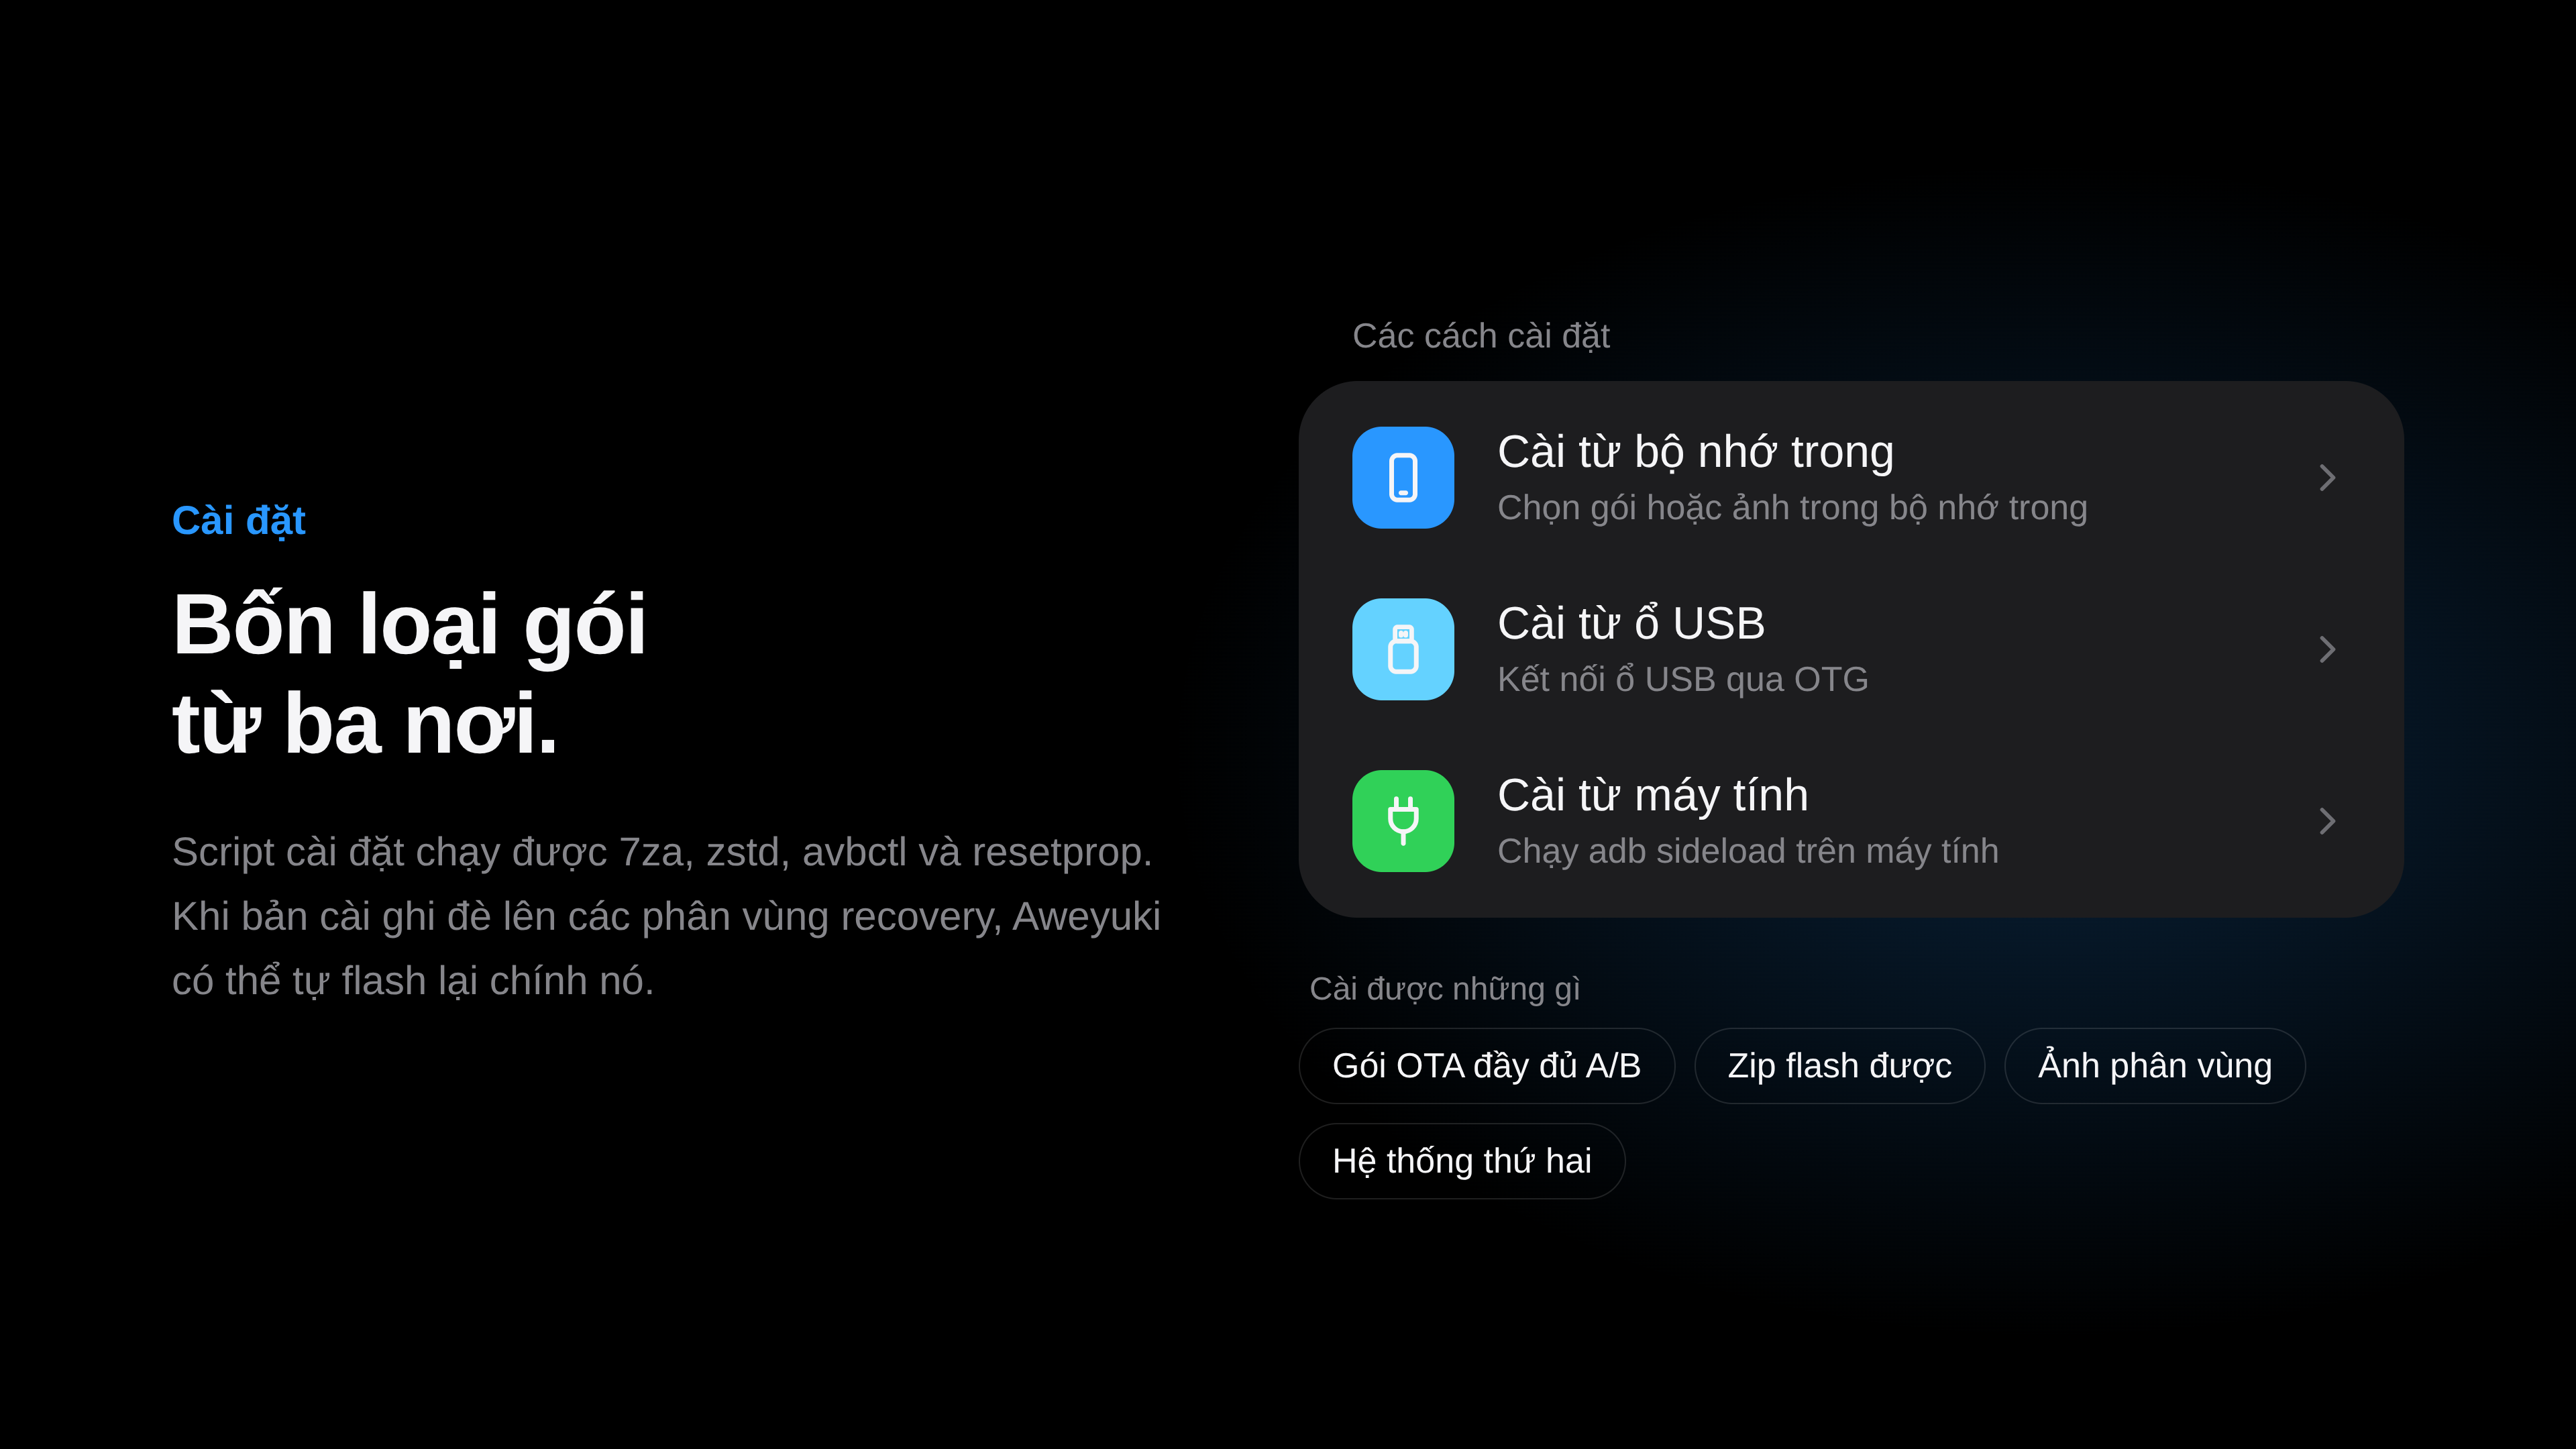 Cài đặt
Bốn loại gói
từ ba nơi.
Script cài đặt chạy được 7za, zstd, avbctl và resetprop.
Khi bản cài ghi đè lên các phân vùng recovery, Aweyuki
có thể tự flash lại chính nó.
Các cách cài đặt
Cài từ bộ nhớ trong
Chọn gói hoặc ảnh trong bộ nhớ trong
Cài từ ổ USB
Kết nối ổ USB qua OTG
Cài từ máy tính
Chạy adb sideload trên máy tính
Cài được những gì
Gói OTA đầy đủ A/B
Zip flash được
Ảnh phân vùng
Hệ thống thứ hai